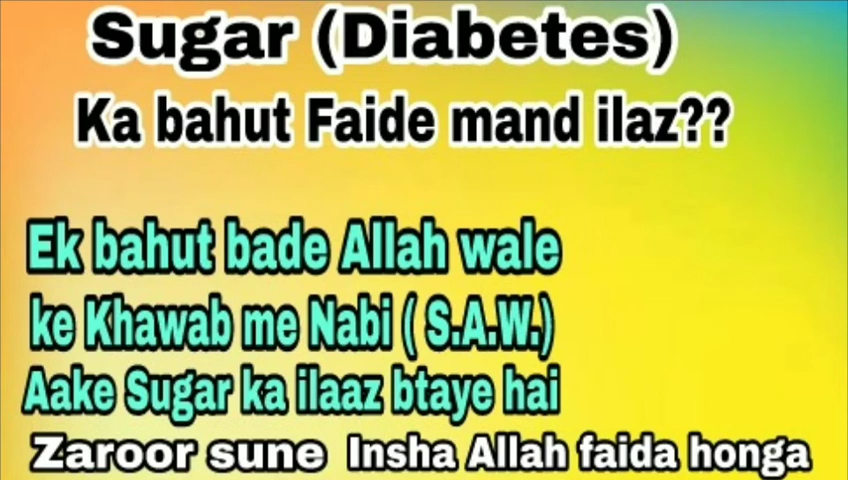 Sugar (Diabetes)
Ka bahut Faide mand ilaz??
Ek bahut bade Allah wale
ke Khawab me Nabi ( S.A.W.)
Aake Sugar ka ilaaz btaye hai
Zaroor sune Insha Allah faida honga